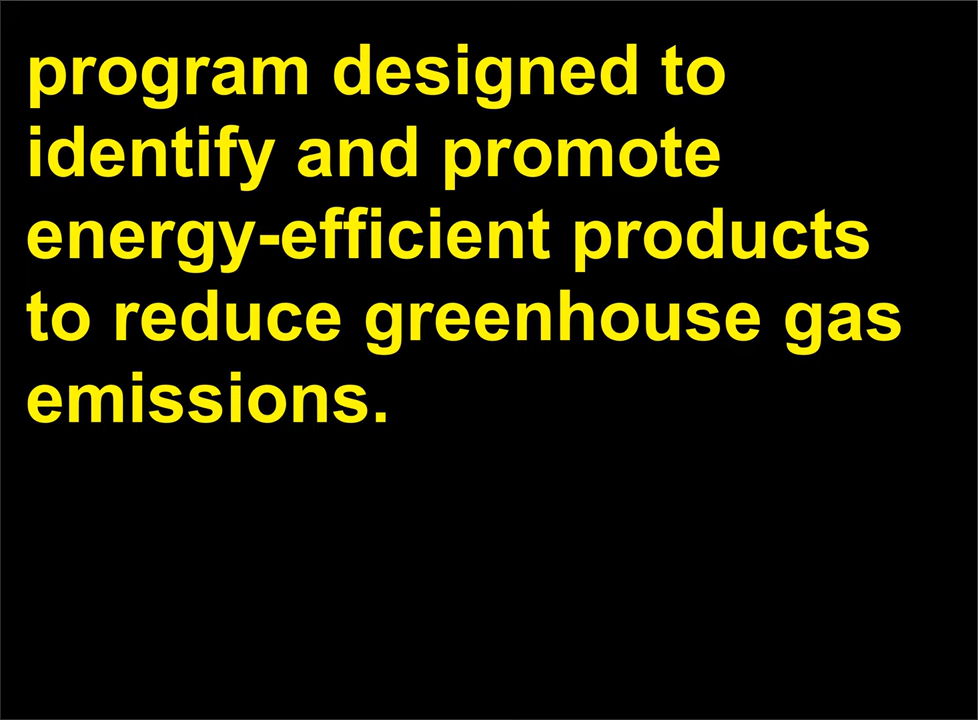 program designed to
identify and promote
energy-efficient products
to reduce greenhouse gas
emissions.